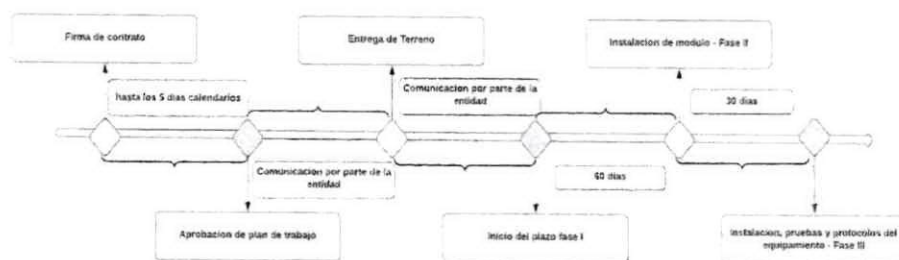 Firma de contrato
Entrega de Terreno
Instalacion de modulo - Fase II
hasta los 5 dias calendarios
Comunicacion por parte de la
entidad
30 dias
Comunicacion por parte de la
entidad
60 dias
Aprobacion de plan de trabajo
Inicio del plazo fase I
Instalacion, pruebas y protocolos del
equipamiento - Fase III